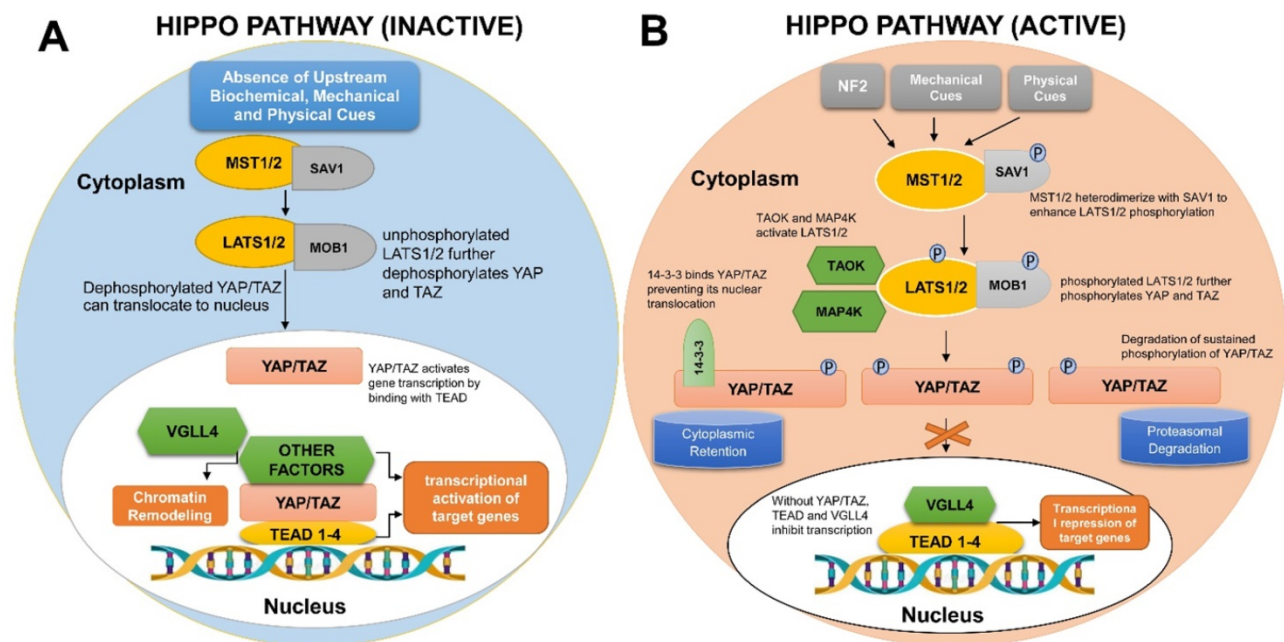 A
HIPPO PATHWAY (INACTIVE)
Absence of Upstream
Biochemical, Mechanical
and Physical Cues
MST1/2
SAV1
Cytoplasm
LATS1/2
MOB1
unphosphorylated
LATS1/2 further
dephosphorylates YAP
and TAZ
Dephosphorylated YAP/TAZ
can translocate to nucleus
YAP/TAZ
YAP/TAZ activates
gene transcription by
binding with TEAD
VGLL4
OTHER
FACTORS
Chromatin
Remodeling
YAP/TAZ
transcriptional
activation of
target genes
TEAD 1-4
Nucleus
B
HIPPO PATHWAY (ACTIVE)
NF2
Mechanical
Cues
Physical
Cues
Cytoplasm
MST1/2
SAV1
P
MST1/2 heterodimerize with SAV1 to
enhance LATS1/2 phosphorylation
TAOK and MAP4K
activate LATS1/2
TAOK
MAP4K
P
LATS1/2
P
MOB1
phosphorylated LATS1/2 further
phosphorylates YAP and TAZ
14-3-3 binds YAP/TAZ
preventing its nuclear
translocation
14-3-3
YAP/TAZ
P
P
YAP/TAZ
P
Degradation of sustained
phosphorylation of YAP/TAZ
P
YAP/TAZ
Cytoplasmic
Retention
Proteasomal
Degradation
Without YAP/TAZ,
TEAD and VGLL4
inhibit transcription
VGLL4
TEAD 1-4
Transcriptiona
l repression of
target genes
Nucleus